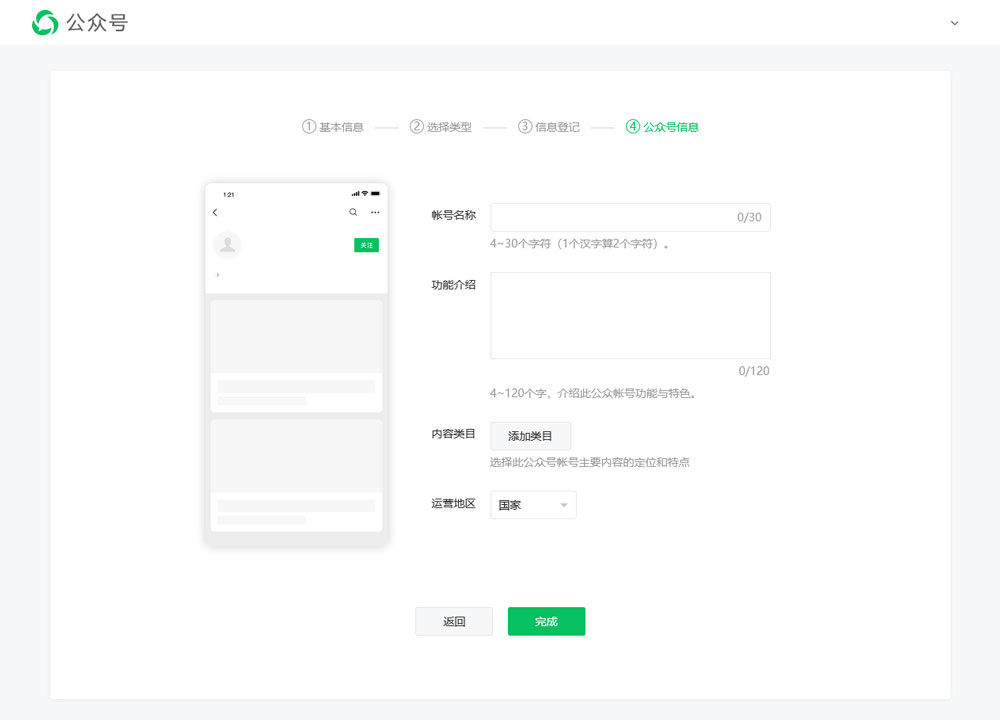 公众号
① 基本信息 ② 选择类型 ③ 信息登记 ④ 公众号信息
1:21
关注
帐号名称
0/30
4~30个字符（1个汉字算2个字符）。
功能介绍
0/120
4~120个字，介绍此公众帐号功能与特色。
内容类目 添加类目
选择此公众号帐号主要内容的定位和特点
运营地区 国家
返回 完成